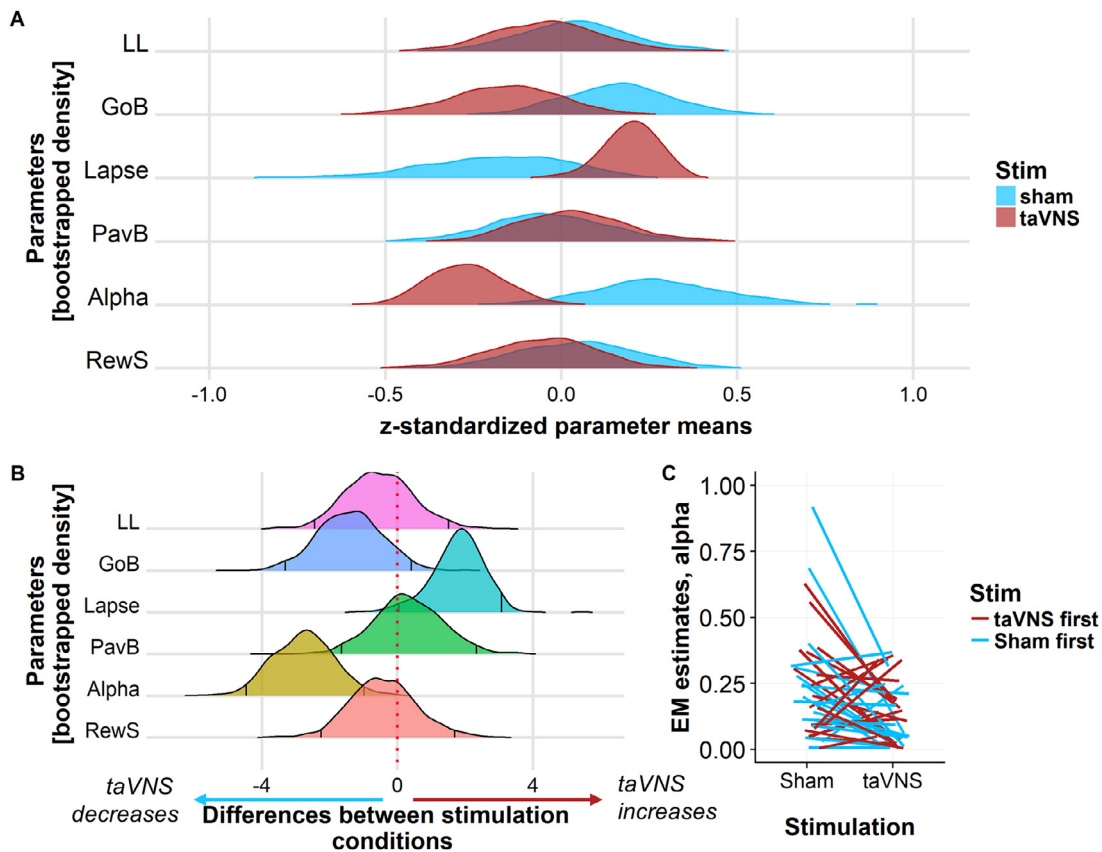 A
Parameters
[bootstrapped density]
LL
GoB
Lapse
PavB
Alpha
RewS
-1.0
-0.5
0.0
0.5
1.0
z-standardized parameter means
Stim
sham
taVNS
B
Parameters
[bootstrapped density]
LL
GoB
Lapse
PavB
Alpha
RewS
-4
0
4
taVNS
decreases
taVNS
increases
Differences between stimulation
conditions
C
EM estimates, alpha
1.00
0.75
0.50
0.25
0.00
Sham
taVNS
Stimulation
Stim
taVNS first
Sham first